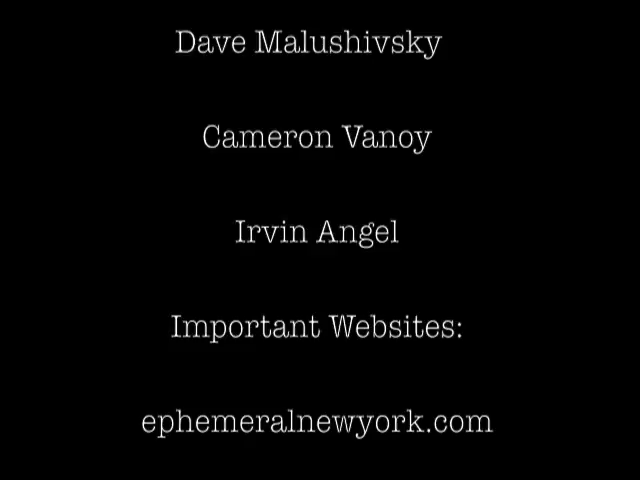 Dave Malushivsky
Cameron Vanoy
Irvin Angel
Important Websites:
ephemeralnewyork.com